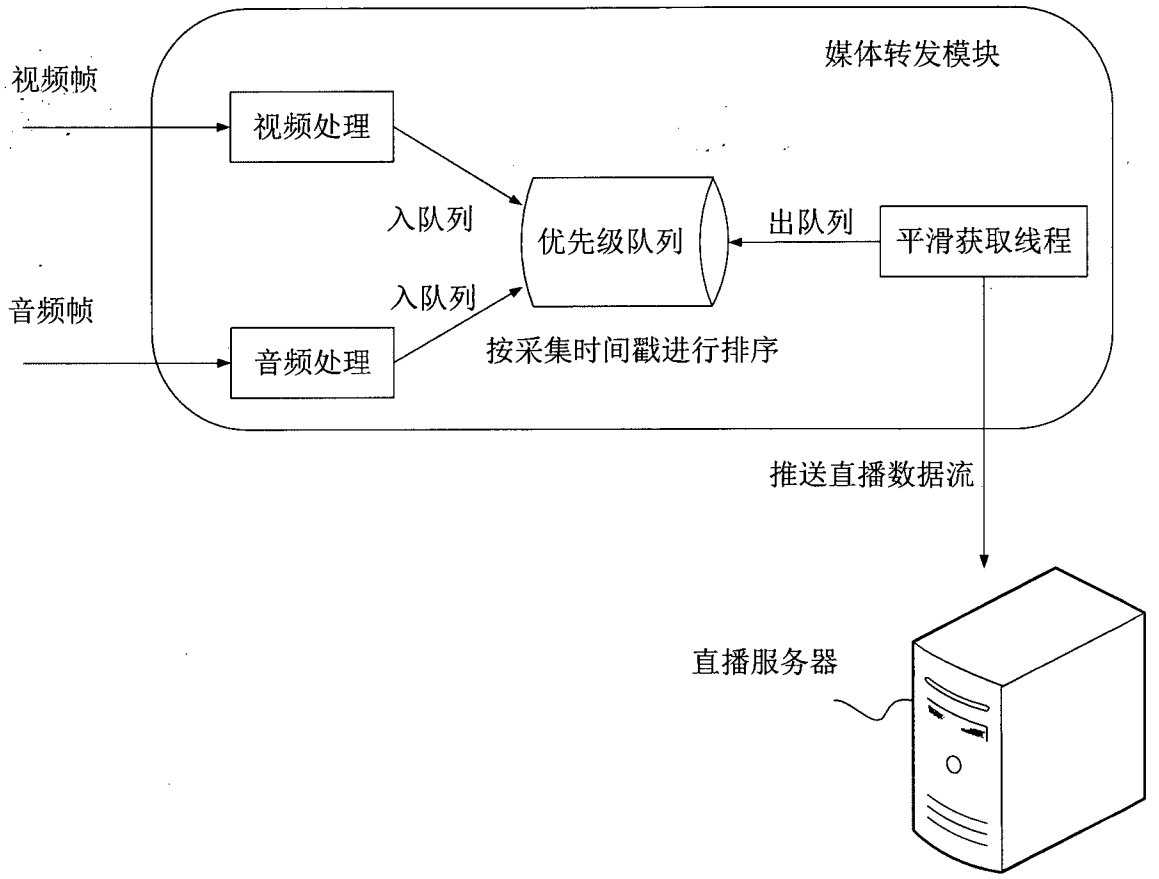 媒体转发模块
视频帧
视频处理
入队列
优先级队列
出队列
平滑获取线程
入队列
音频帧
音频处理
按采集时间戳进行排序
推送直播数据流
直播服务器